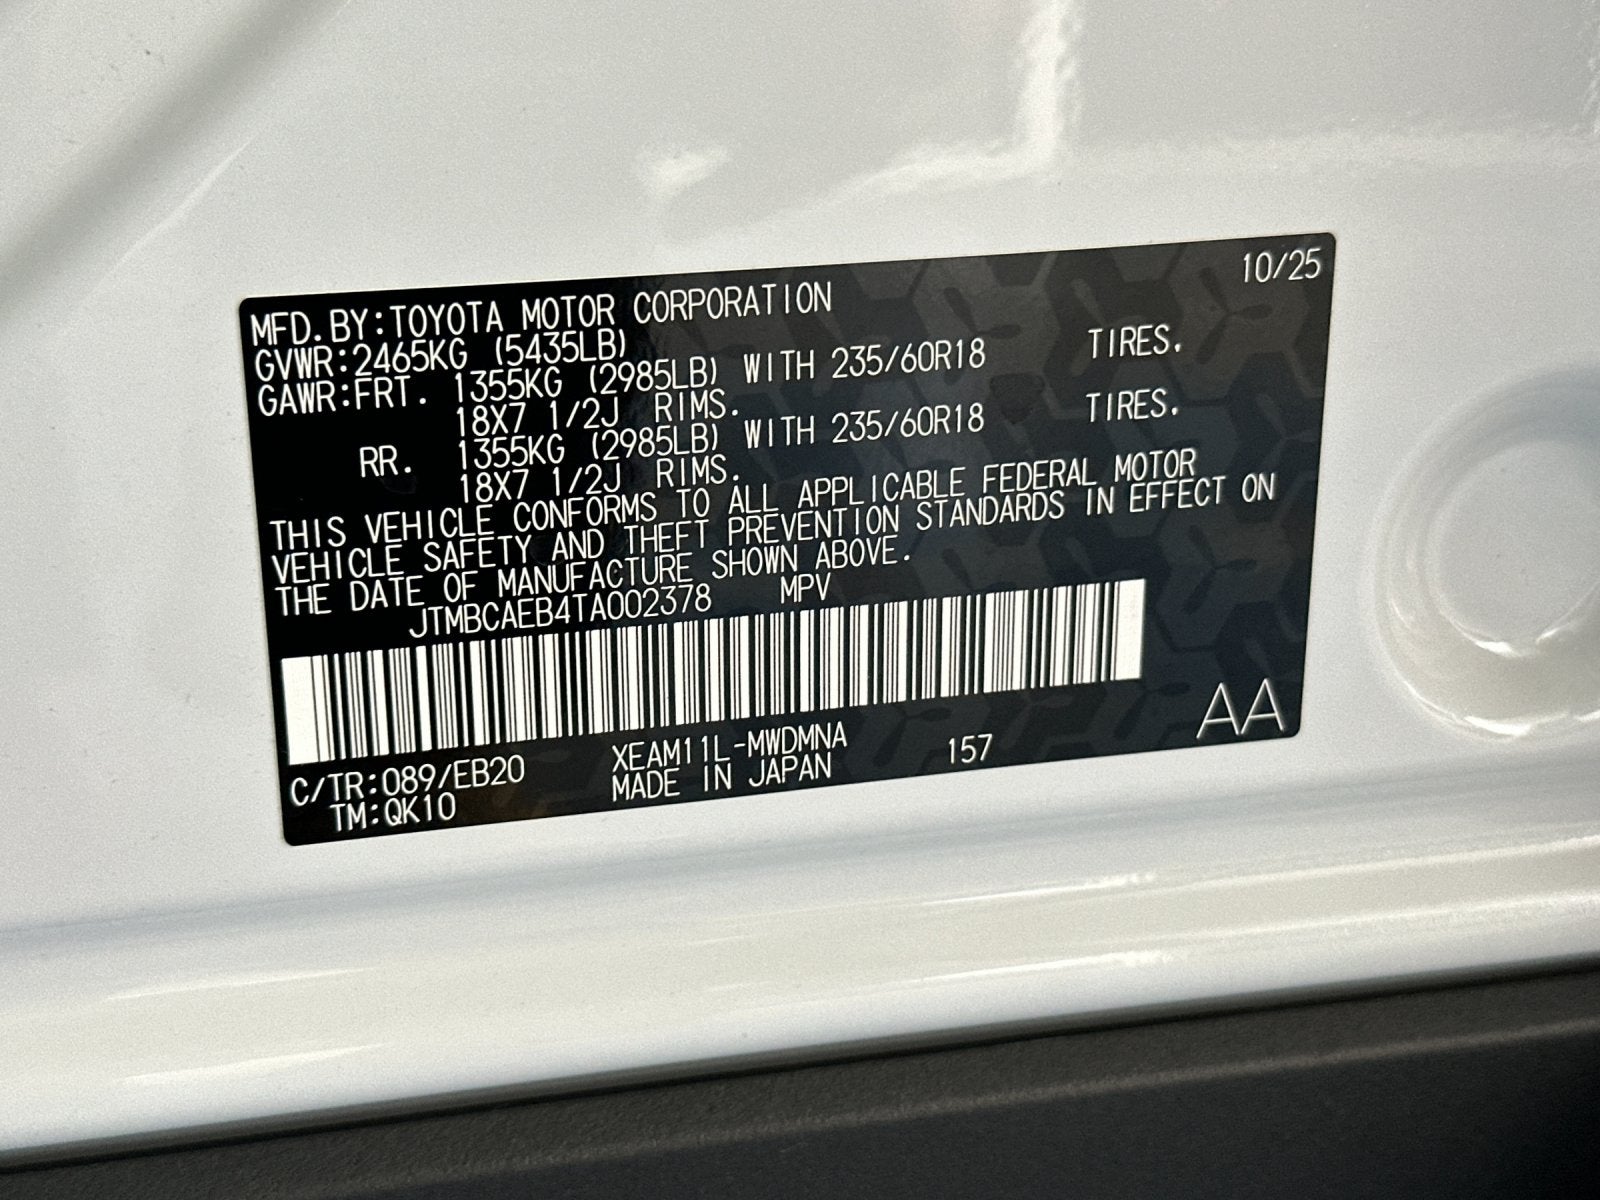 10/25
MFD.BY:TOYOTA MOTOR CORPORATION
GVWR:2465KG (5435LB)
GAWR:FRT. 1355KG (2985LB) WITH 235/60R18 TIRES.
18X7 1/2J RIMS.
RR. 1355KG (2985LB) WITH 235/60R18 TIRES.
18X7 1/2J RIMS.
THIS VEHICLE CONFORMS TO ALL APPLICABLE FEDERAL MOTOR
VEHICLE SAFETY AND THEFT PREVENTION STANDARDS IN EFFECT ON
THE DATE OF MANUFACTURE SHOWN ABOVE.
JTMBCAEB4TA002378 MPV
C/TR:089/EB20 XEAM11L-MWDMNA 157 AA
TM:QK10 MADE IN JAPAN